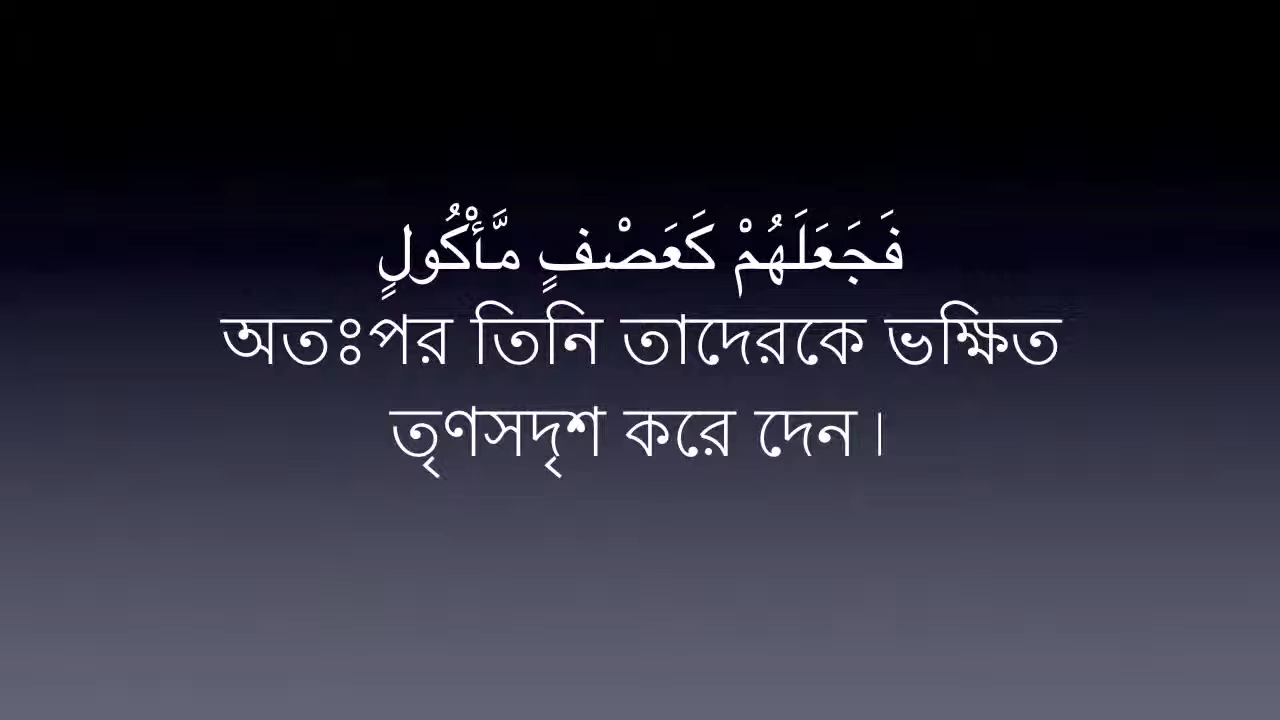 فَجَعَلَهُمْ كَعَصْفٍ مَّأْكُولٍ
অতঃপর তিনি তাদেরকে ভক্ষিত
তৃণসদৃশ করে দেন।